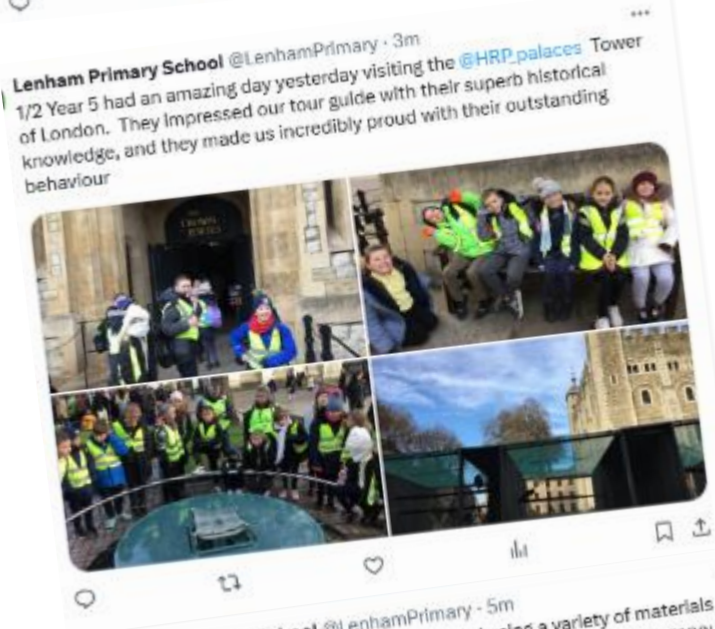 Lenham Primary School @LenhamPrimary · 3m
1/2 Year 5 had an amazing day yesterday visiting the @HRP_palaces Tower
of London. They impressed our tour guide with their superb historical
knowledge, and they made us incredibly proud with their outstanding
behaviour
CROWN
JEWELS
@LenhamPrimary · 5m
a variety of materials